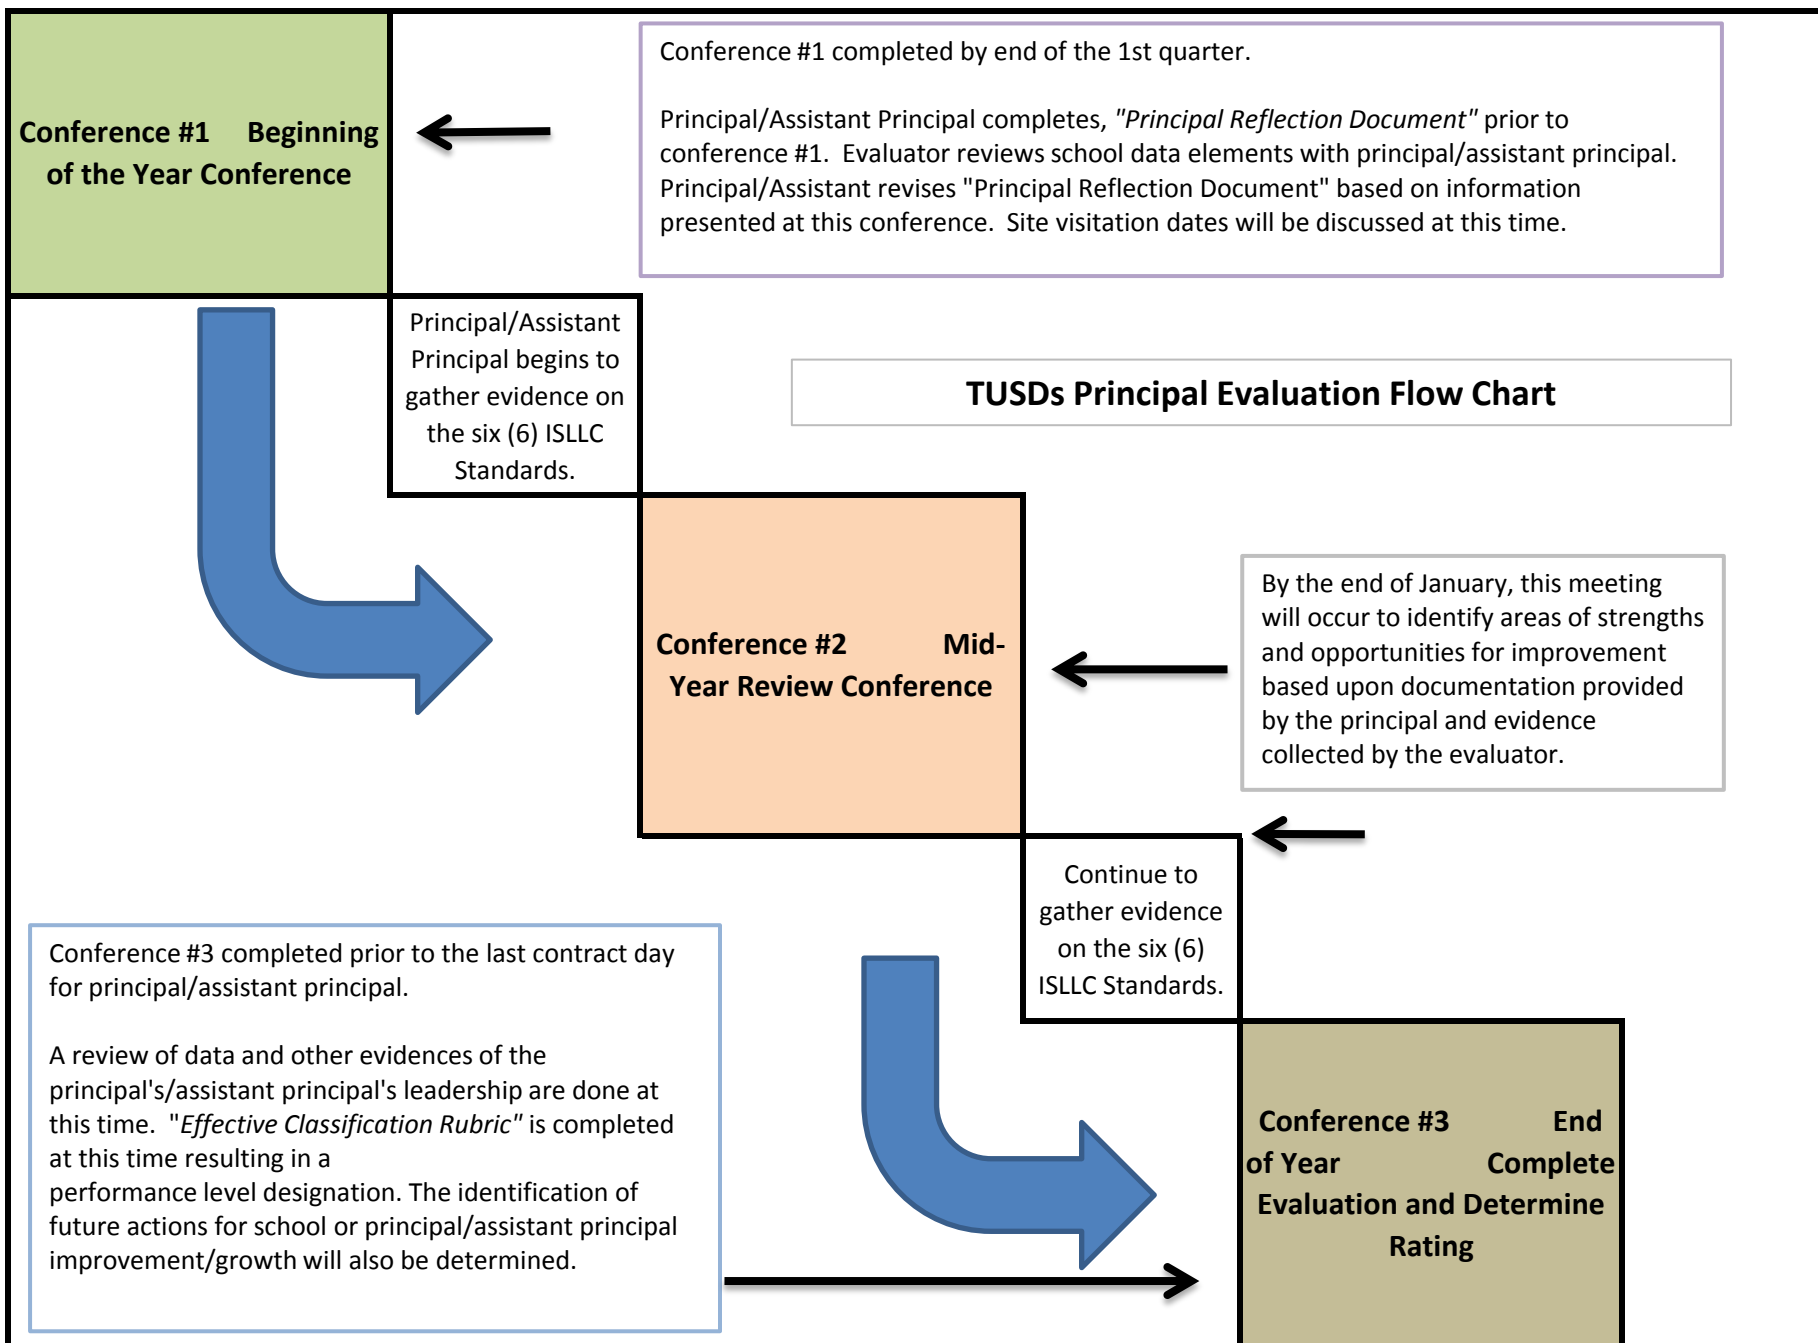 Conference #1 Beginning
of the Year Conference
Conference #1 completed by end of the 1st quarter.
Principal/Assistant Principal completes, "Principal Reflection Document" prior to
conference #1. Evaluator reviews school data elements with principal/assistant principal.
Principal/Assistant revises "Principal Reflection Document" based on information
presented at this conference. Site visitation dates will be discussed at this time.
Principal/Assistant
Principal begins to
gather evidence on
the six (6) ISLLC
Standards.
TUSDs Principal Evaluation Flow Chart
Conference #2 Mid-
Year Review Conference
By the end of January, this meeting
will occur to identify areas of strengths
and opportunities for improvement
based upon documentation provided
by the principal and evidence
collected by the evaluator.
Continue to
gather evidence
on the six (6)
ISLLC Standards.
Conference #3 completed prior to the last contract day
for principal/assistant principal.
A review of data and other evidences of the
principal's/assistant principal's leadership are done at
this time. "Effective Classification Rubric" is completed
at this time resulting in a
performance level designation. The identification of
future actions for school or principal/assistant principal
improvement/growth will also be determined.
Conference #3 End
of Year Complete
Evaluation and Determine
Rating